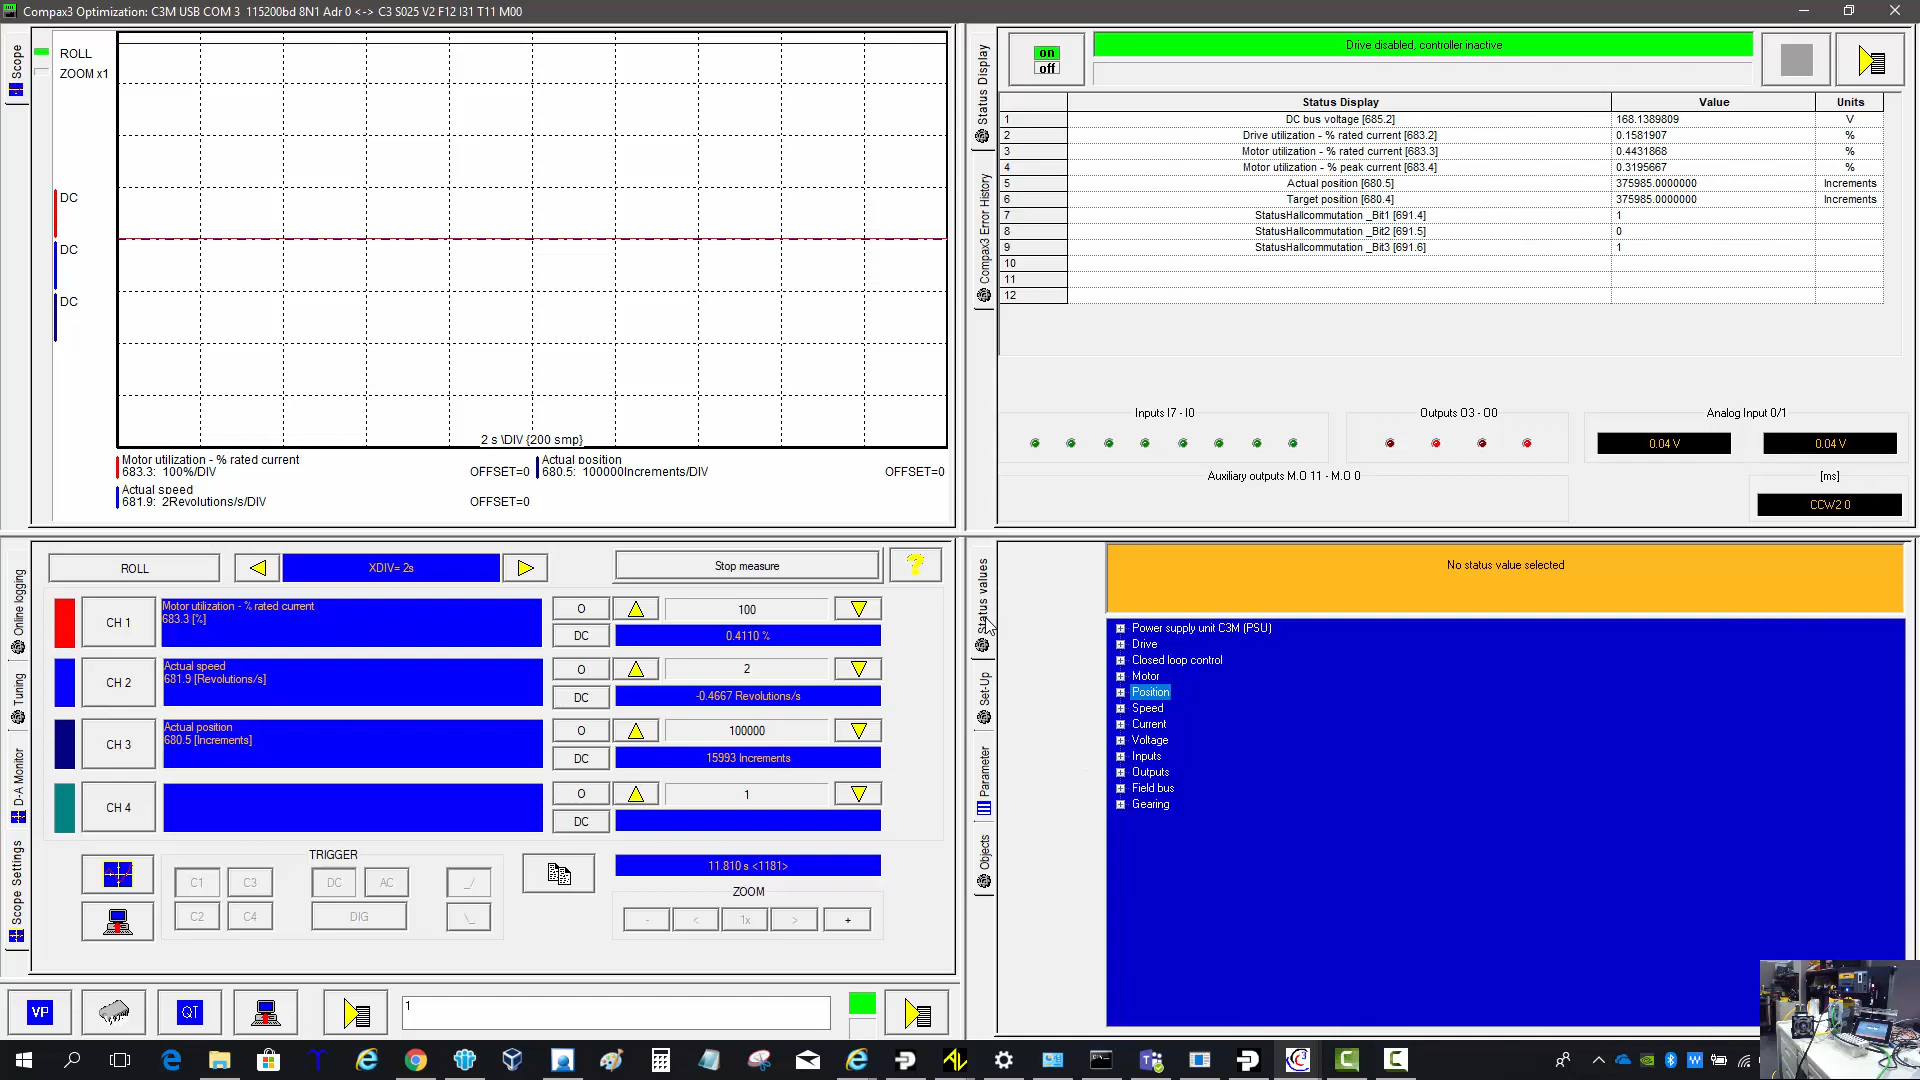 Compax3 Optimization: C3M USB COM 3  115200bd 8N1 Adr 0 <-> C3 S025 V2 F12 I31 T11 M00
Scope
ROLL
ZOOM x1
DC
DC
DC
2 s \DIV {200 smp}
Motor utilization - % rated current
683.3: 100%/DIV
OFFSET=0
Actual position
680.5: 100000Increments/DIV
OFFSET=0
Actual speed
681.9: 2Revolutions/s/DIV
OFFSET=0
Status Display
Compax3 Error History
on
off
Drive disabled, controller inactive
Status Display Value Units
1 DC bus voltage [685.2] 168.1389809 V
2 Drive utilization - % rated current [683.2] 0.1581907 %
3 Motor utilization - % rated current [683.3] 0.4431868 %
4 Motor utilization - % peak current [683.4] 0.3195667 %
5 Actual position [680.5] 375985.0000000 Increments
6 Target position [680.4] 375985.0000000 Increments
7 StatusHallcommutation _Bit1 [691.4] 1
8 StatusHallcommutation _Bit2 [691.5] 0
9 StatusHallcommutation _Bit3 [691.6] 1
10
11
12
Inputs I7 - I0
Outputs O3 - O0
Analog Input 0/1
0.04 V
0.04 V
Auxiliary outputs M.O 11 - M.O 0
[ms]
CCW2 0
Online logging
Tuning
D-A Monitor
Scope Settings
ROLL
XDIV= 2s
Stop measure
?
CH 1
Motor utilization - % rated current
683.3 [%]
O
100
DC
0.4110 %
CH 2
Actual speed
681.9 [Revolutions/s]
O
2
DC
-0.4667 Revolutions/s
CH 3
Actual position
680.5 [Increments]
O
100000
DC
15993 Increments
CH 4
O
1
DC
TRIGGER
C1
C3
DC
AC
_/
C2
C4
DIG
\_
11.810 s <1181>
ZOOM
-
<
1x
>
+
VP
QT
1
Status values
Set-Up
Parameter
Objects
No status value selected
Power supply unit C3M (PSU)
Drive
Closed loop control
Motor
Position
Speed
Current
Voltage
Inputs
Outputs
Field bus
Gearing